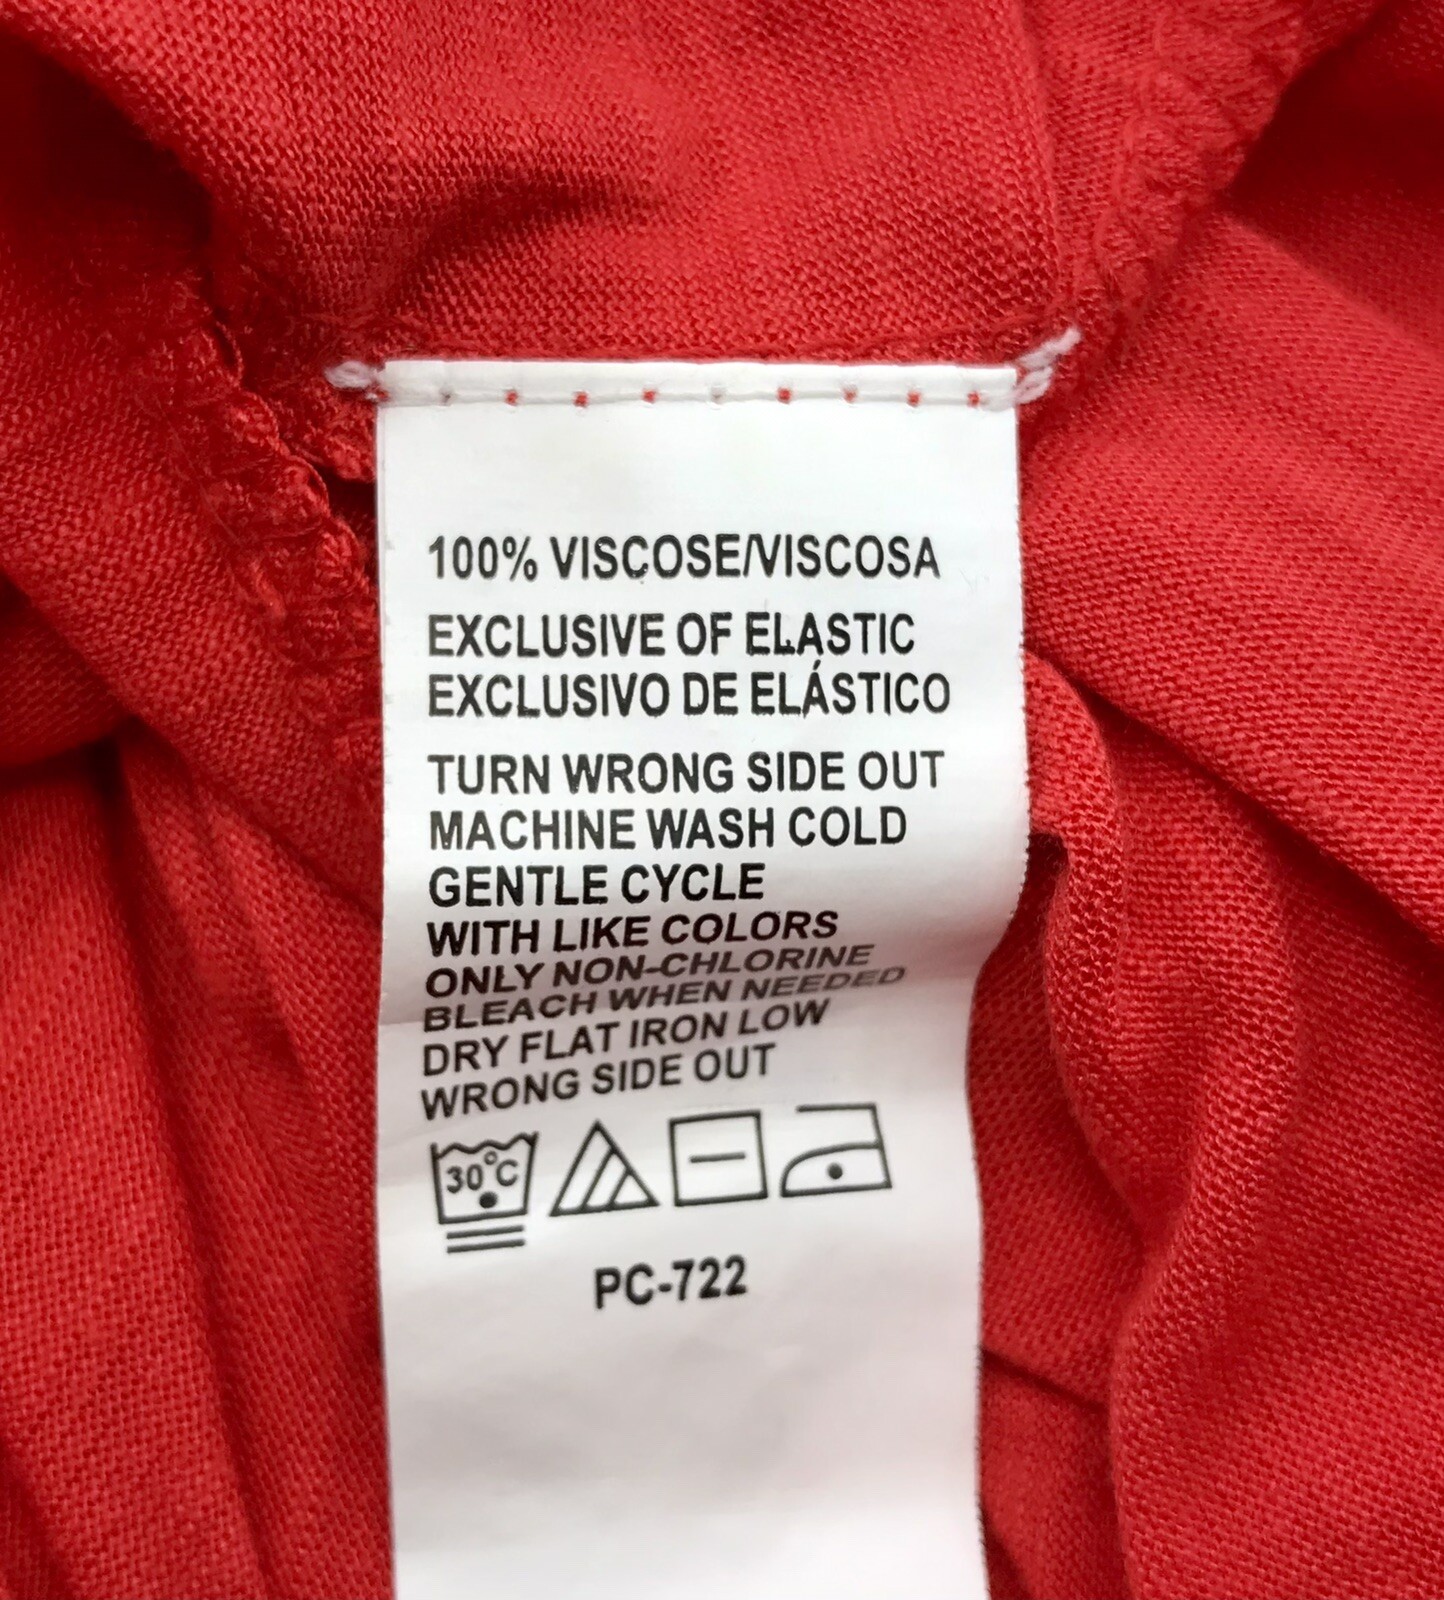 100% VISCOSE/VISCOSA
EXCLUSIVE OF ELASTIC
EXCLUSIVO DE ELÁSTICO
TURN WRONG SIDE OUT
MACHINE WASH COLD
GENTLE CYCLE
WITH LIKE COLORS
ONLY NON-CHLORINE
BLEACH WHEN NEEDED
DRY FLAT IRON LOW
WRONG SIDE OUT
30°C
PC-722